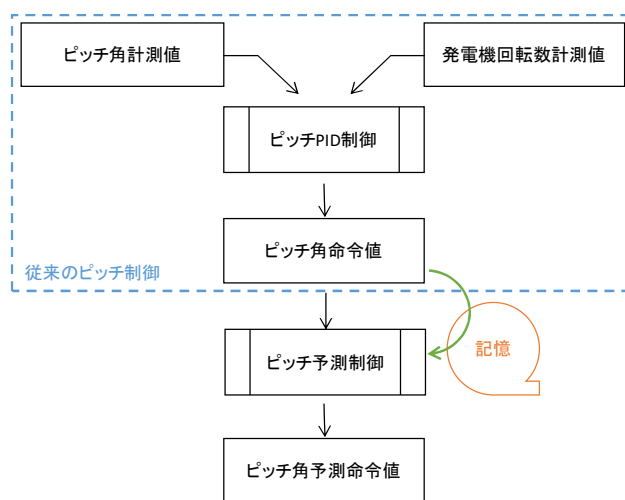 ピッチ角計測値
発電機回転数計測値
ピッチPID制御
ピッチ角命令値
従来のピッチ制御
ピッチ予測制御
記憶
ピッチ角予測命令値